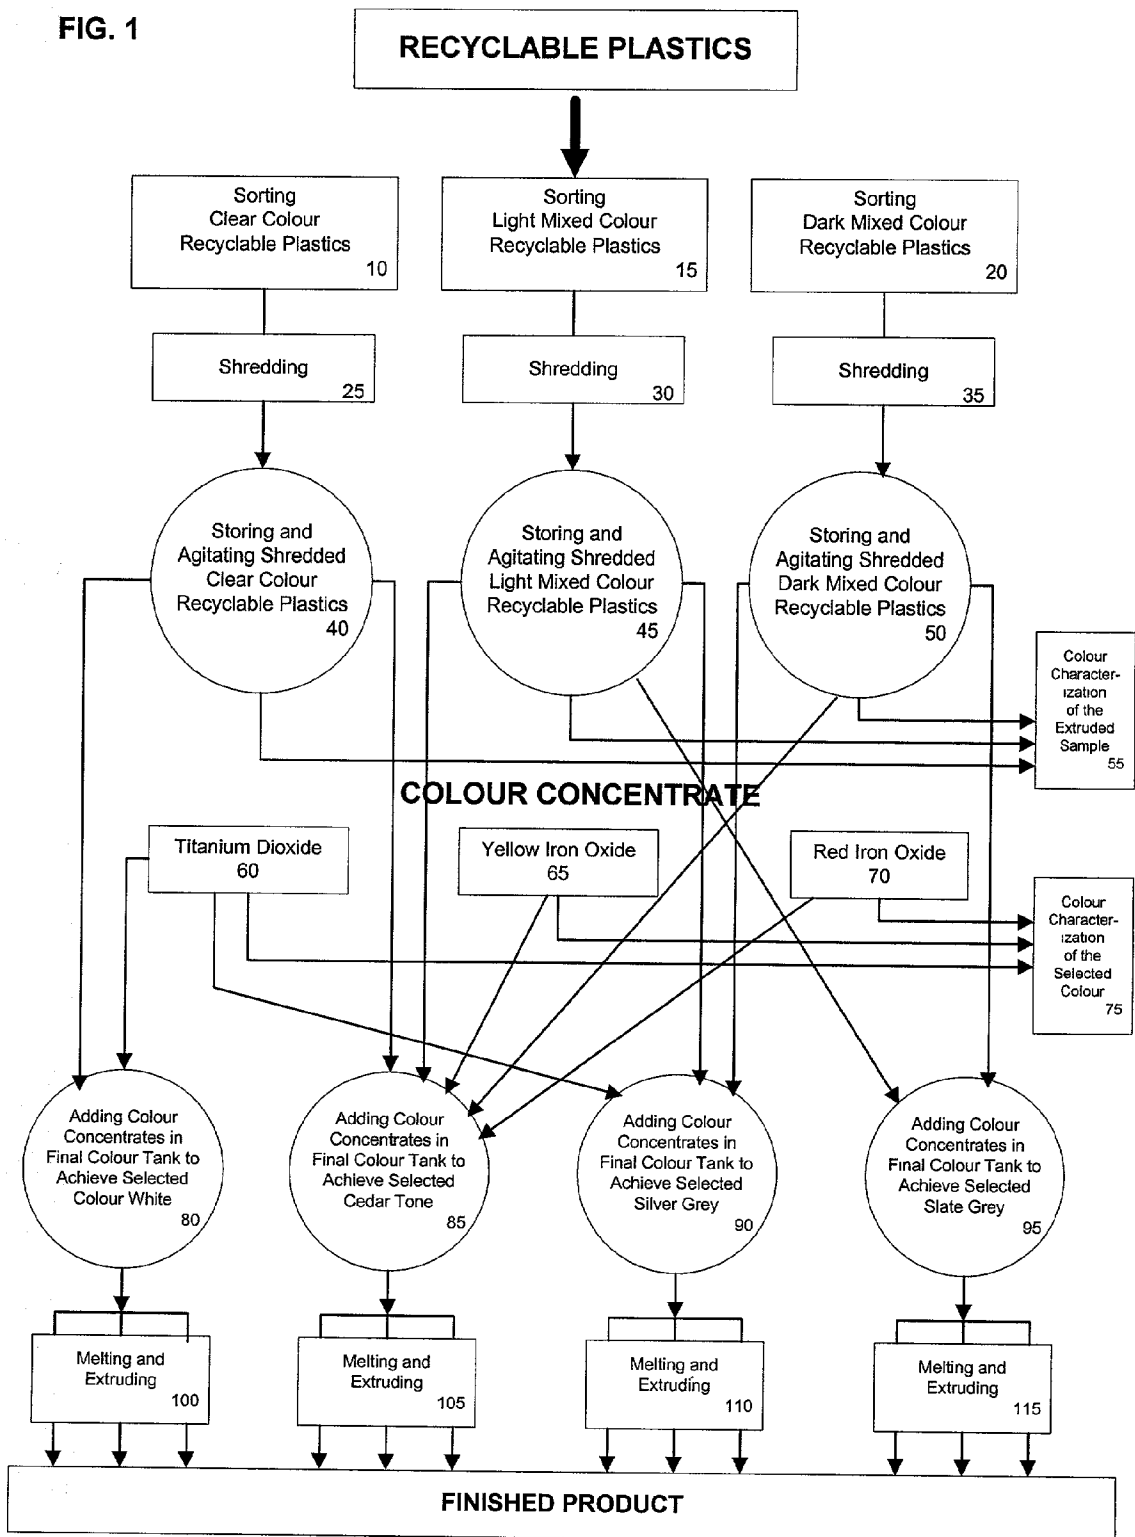 FIG. 1
RECYCLABLE PLASTICS
Sorting
Clear Colour
Recyclable Plastics
10
Sorting
Light Mixed Colour
Recyclable Plastics
15
Sorting
Dark Mixed Colour
Recyclable Plastics
20
Shredding
25
Shredding
30
Shredding
35
Storing and
Agitating Shredded
Clear Colour
Recyclable Plastics
40
Storing and
Agitating Shredded
Light Mixed Colour
Recyclable Plastics
45
Storing and
Agitating Shredded
Dark Mixed Colour
Recyclable Plastics
50
Colour
Character-
ization
of the
Extruded
Sample
55
COLOUR CONCENTRATE
Titanium Dioxide
60
Yellow Iron Oxide
65
Red Iron Oxide
70
Colour
Character-
ization
of the
Selected
Colour
75
Adding Colour
Concentrates in
Final Colour Tank to
Achieve Selected
Colour White
80
Adding Colour
Concentrates in
Final Colour Tank to
Achieve Selected
Cedar Tone
85
Adding Colour
Concentrates in
Final Colour Tank to
Achieve Selected
Silver Grey
90
Adding Colour
Concentrates in
Final Colour Tank to
Achieve Selected
Slate Grey
95
Melting and
Extruding
100
Melting and
Extruding
105
Melting and
Extruding
110
Melting and
Extruding
115
FINISHED PRODUCT